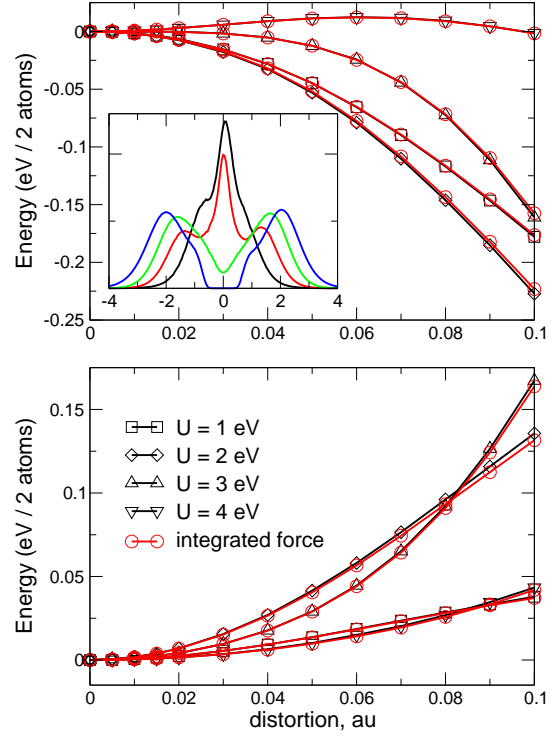 0
-0.05
-0.1
-0.15
-0.2
-0.25
Energy (eV / 2 atoms)
-4 -2 0 2 4
0 0.02 0.04 0.06 0.08 0.1
0.15
0.1
0.05
0
Energy (eV / 2 atoms)
U = 1 eV
U = 2 eV
U = 3 eV
U = 4 eV
integrated force
0 0.02 0.04 0.06 0.08 0.1
distortion, au